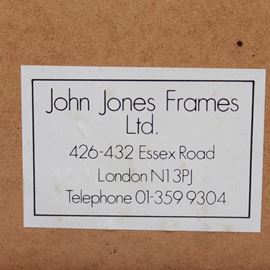 John Jones Frames
Ltd.
426-432 Essex Road
London N1 3PJ
Telephone 01-359 9304